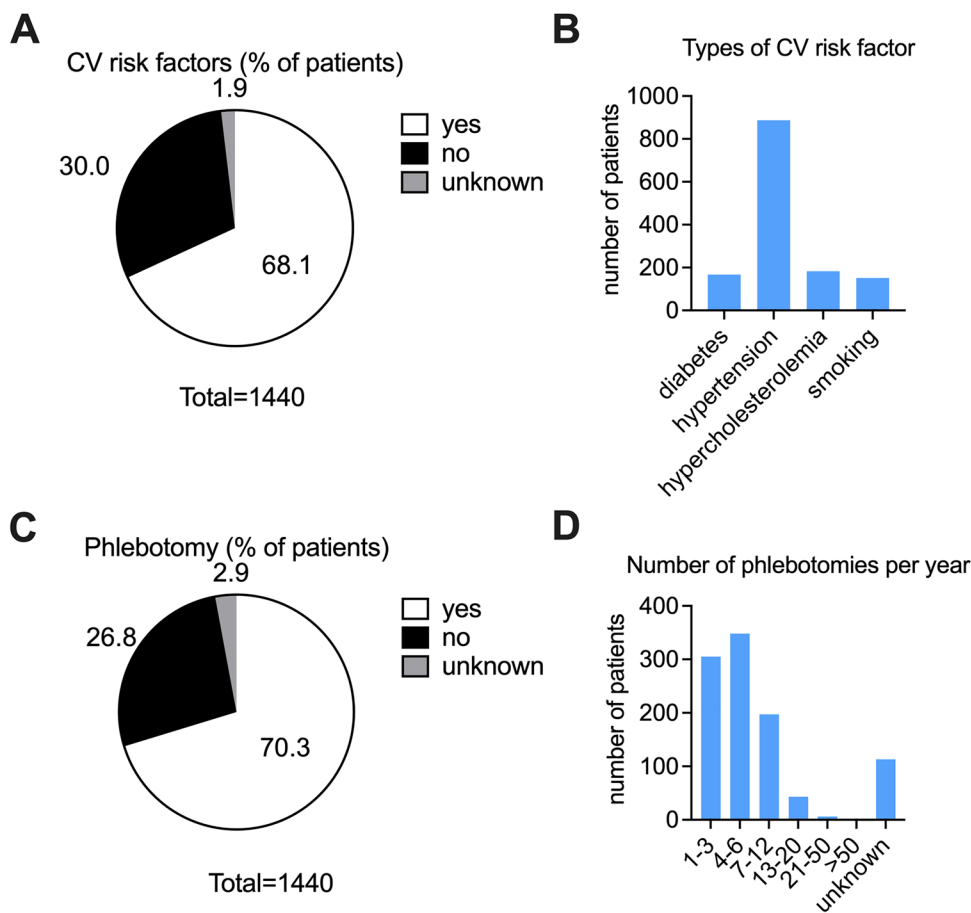 A
CV risk factors (% of patients)
1.9
30.0
68.1
yes
no
unknown
Total=1440
B
Types of CV risk factor
number of patients
1000
800
600
400
200
0
diabetes
hypertension
hypercholesterolemia
smoking
C
Phlebotomy (% of patients)
2.9
26.8
70.3
yes
no
unknown
Total=1440
D
Number of phlebotomies per year
number of patients
400
300
200
100
0
1-3
4-6
7-12
13-20
21-50
>50
unknown